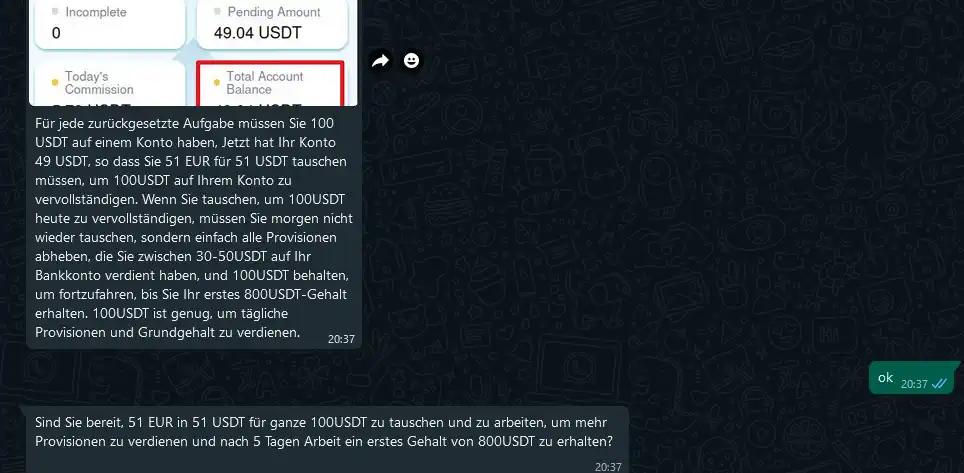 Incomplete
0
Pending Amount
49.04 USDT
Today's
Commission
Total Account
Balance
Für jede zurückgesetzte Aufgabe müssen Sie 100
USDT auf einem Konto haben, Jetzt hat Ihr Konto
49 USDT, so dass Sie 51 EUR für 51 USDT tauschen
müssen, um 100USDT auf Ihrem Konto zu
vervollständigen. Wenn Sie tauschen, um 100USDT
heute zu vervollständigen, müssen Sie morgen nicht
wieder tauschen, sondern einfach alle Provisionen
abheben, die Sie zwischen 30-50USDT auf Ihr
Bankkonto verdient haben, und 100USDT behalten,
um fortzufahren, bis Sie Ihr erstes 800USDT-Gehalt
erhalten. 100USDT ist genug, um tägliche
Provisionen und Grundgehalt zu verdienen.
20:37
ok
20:37
Sind Sie bereit, 51 EUR in 51 USDT für ganze 100USDT zu tauschen und zu arbeiten, um mehr
Provisionen zu verdienen und nach 5 Tagen Arbeit ein erstes Gehalt von 800USDT zu erhalten?
20:37